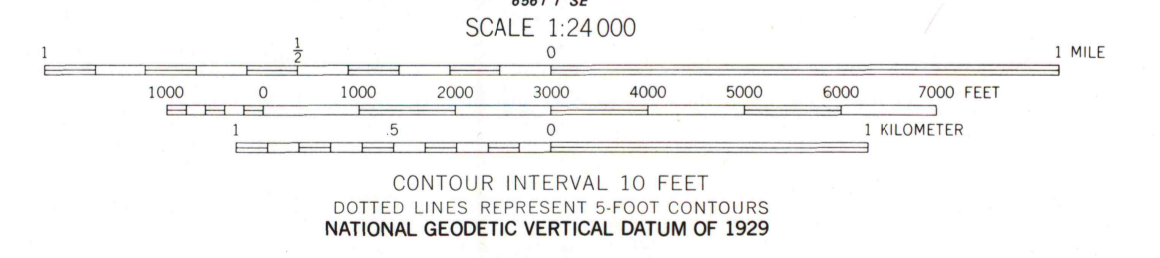 SCALE 1:24 000
1 1/2 0 1 MILE
1000 0 1000 2000 3000 4000 5000 6000 7000 FEET
1 .5 0 1 KILOMETER
CONTOUR INTERVAL 10 FEET
DOTTED LINES REPRESENT 5-FOOT CONTOURS
NATIONAL GEODETIC VERTICAL DATUM OF 1929